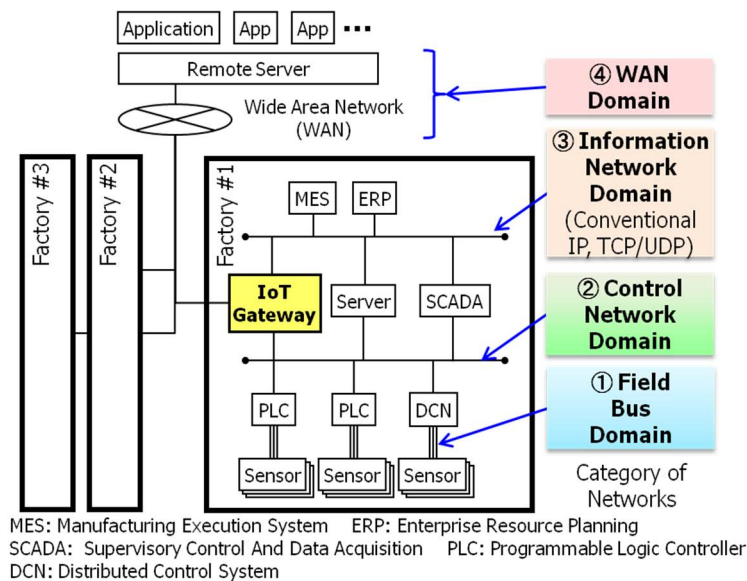 Application
App
App
•••
Remote Server
Wide Area Network
(WAN)
④ WAN
Domain
③ Information
Network
Domain
(Conventional
IP, TCP/UDP)
② Control
Network
Domain
① Field
Bus
Domain
Category of
Networks
Factory #3
Factory #2
Factory #1
MES
ERP
IoT
Gateway
Server
SCADA
PLC
PLC
DCN
Sensor
Sensor
Sensor
MES: Manufacturing Execution System ERP: Enterprise Resource Planning
SCADA: Supervisory Control And Data Acquisition PLC: Programmable Logic Controller
DCN: Distributed Control System